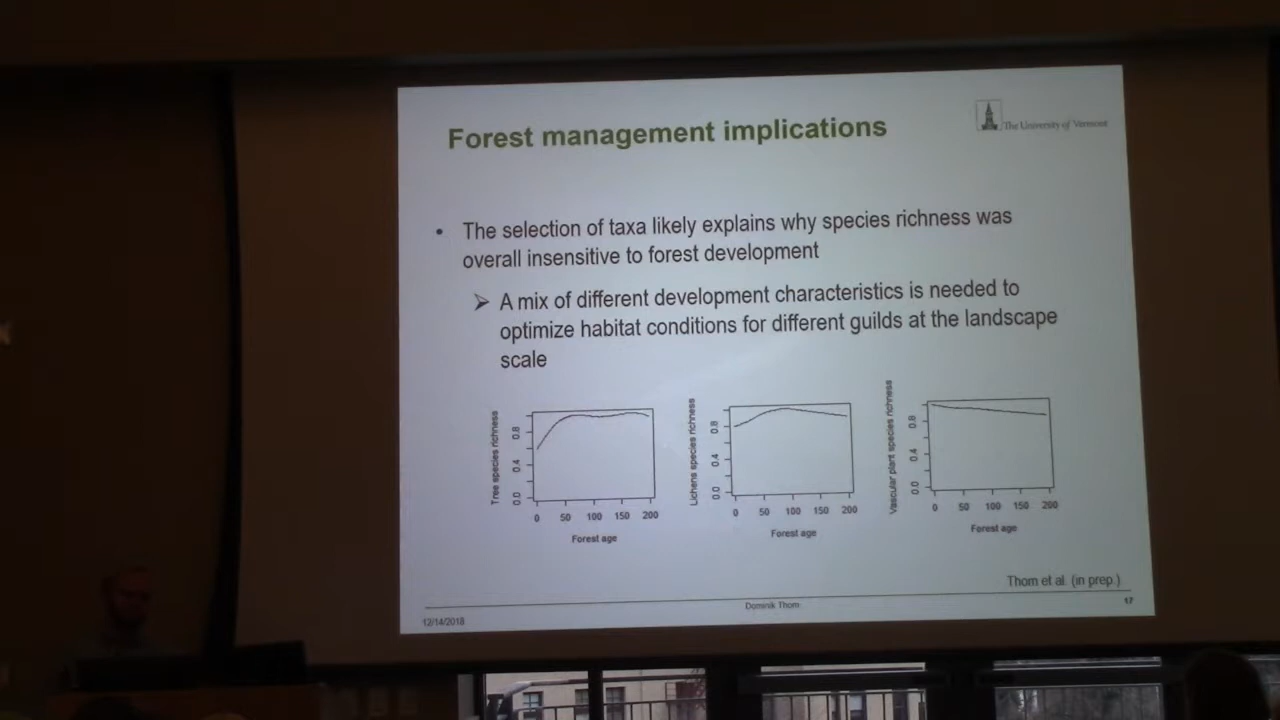 Forest management implications
The University of Vermont
• The selection of taxa likely explains why species richness was
overall insensitive to forest development
➢ A mix of different development characteristics is needed to
optimize habitat conditions for different guilds at the landscape
scale
Tree species richness
0.0 0.4 0.8
0 50 100 150 200
Forest age
Lichens species richness
0.0 0.4 0.8
0 50 100 150 200
Forest age
Vascular plant species richness
0.0 0.4 0.8
0 50 100 150 200
Forest age
Thom et al. (in prep.)
12/14/2018
Dominik Thom
17